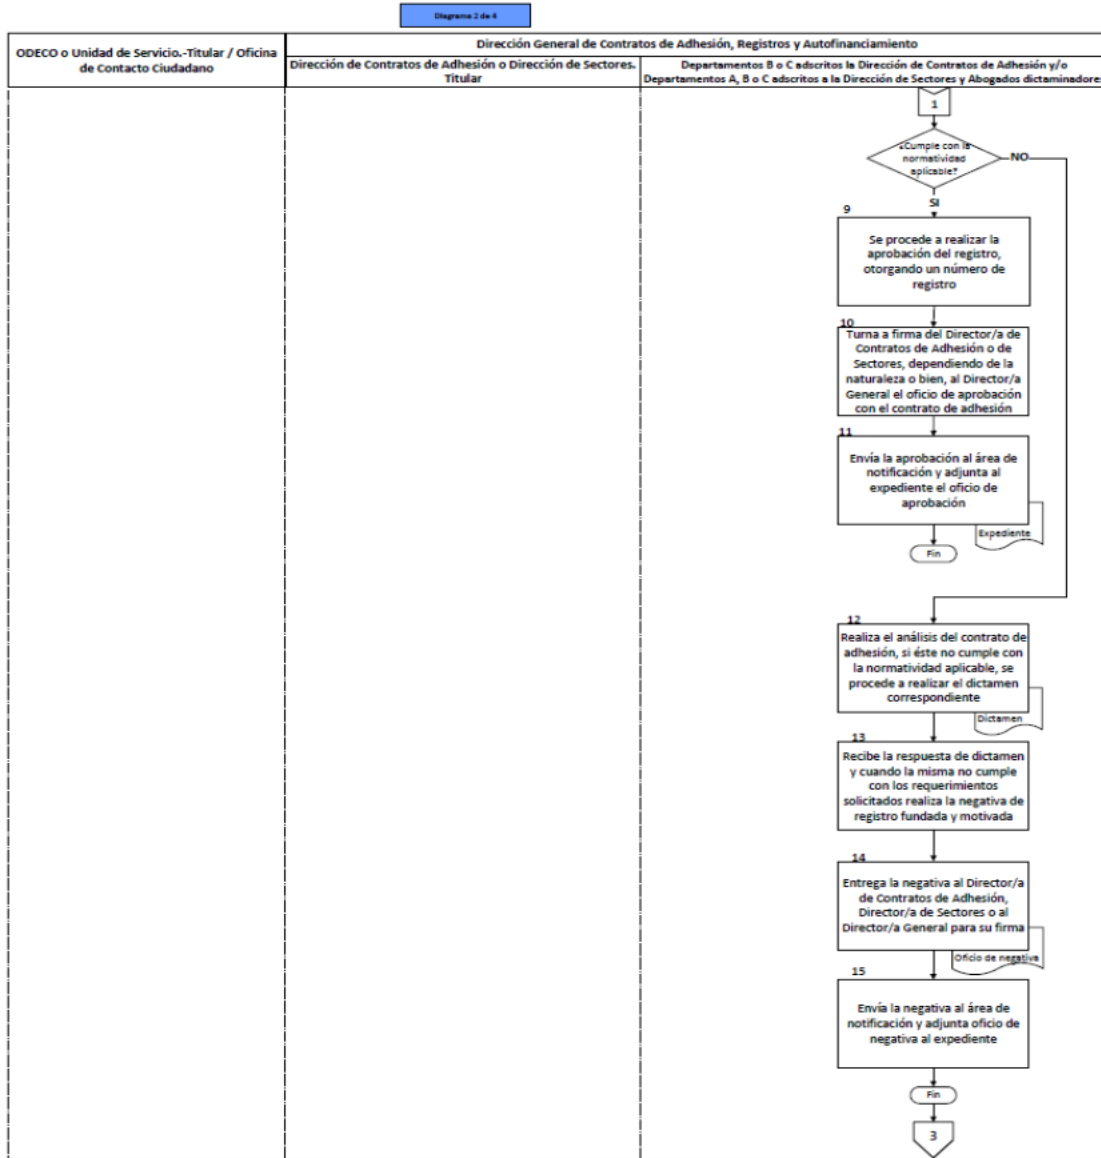 Diagrama 2 de 4
ODECO o Unidad de Servicio.-Titular / Oficina
de Contacto Ciudadano
Dirección General de Contratos de Adhesión, Registros y Autofinanciamiento
Dirección de Contratos de Adhesión o Dirección de Sectores.
Titular
Departamentos B o C adscritos la Dirección de Contratos de Adhesión y/o
Departamentos A, B o C adscritos a la Dirección de Sectores y Abogados dictaminadores
1
¿Cumple con la
normatividad
aplicable?
NO
SI
9
Se procede a realizar la
aprobación del registro,
otorgando un número de
registro
10
Turna a firma del Director/a de
Contratos de Adhesión o de
Sectores, dependiendo de la
naturaleza o bien, al Director/a
General el oficio de aprobación
con el contrato de adhesión
11
Envía la aprobación al área de
notificación y adjunta al
expediente el oficio de
aprobación
Expediente
Fin
12
Realiza el análisis del contrato de
adhesión, si éste no cumple con
la normatividad aplicable, se
procede a realizar el dictamen
correspondiente
Dictamen
13
Recibe la respuesta de dictamen
y cuando la misma no cumple
con los requerimientos
solicitados realiza la negativa de
registro fundada y motivada
14
Entrega la negativa al Director/a
de Contratos de Adhesión,
Director/a de Sectores o al
Director/a General para su firma
Oficio de negativa
15
Envía la negativa al área de
notificación y adjunta oficio de
negativa al expediente
Fin
3